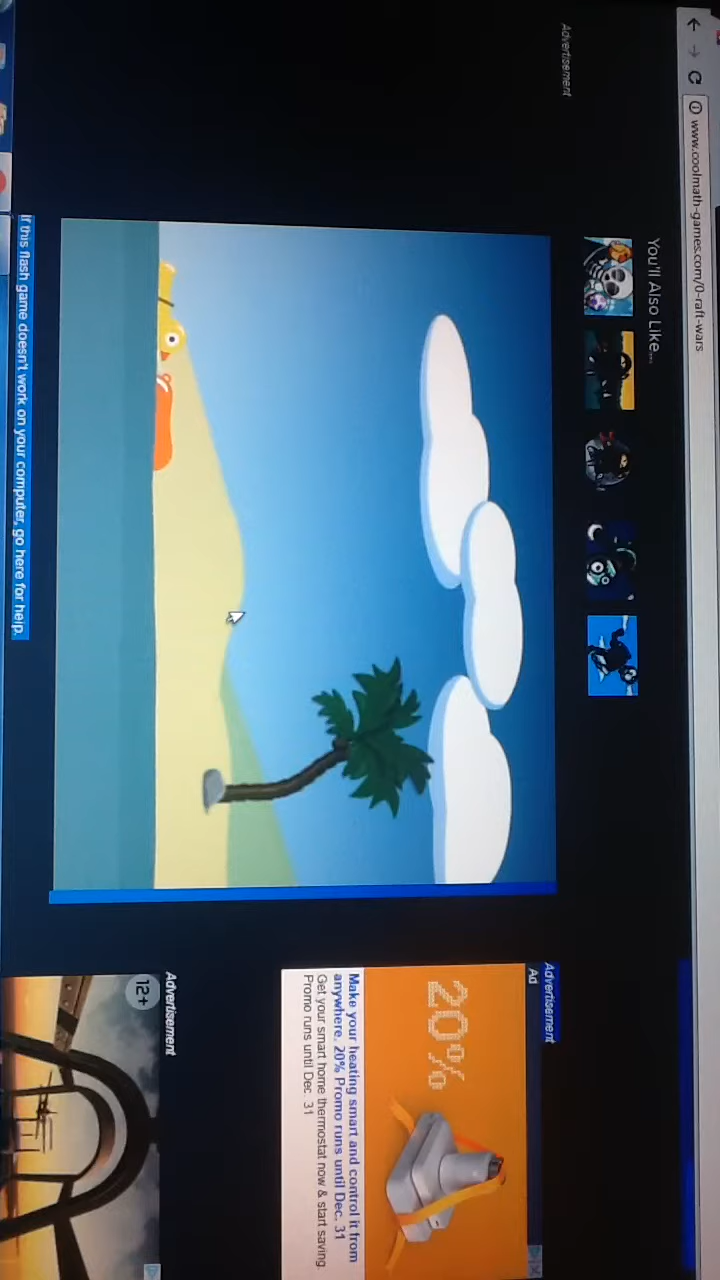 www.coolmath-games.com/0-raft-wars
You'll Also Like...
Advertisement
If this flash game doesn't work on your computer, go here for help.
Advertisement
Ad
20%
Make your heating smart and control it from
anywhere. 20% Promo runs until Dec. 31
Get your smart home thermostat now & start saving.
Promo runs until Dec. 31
Advertisement
12+